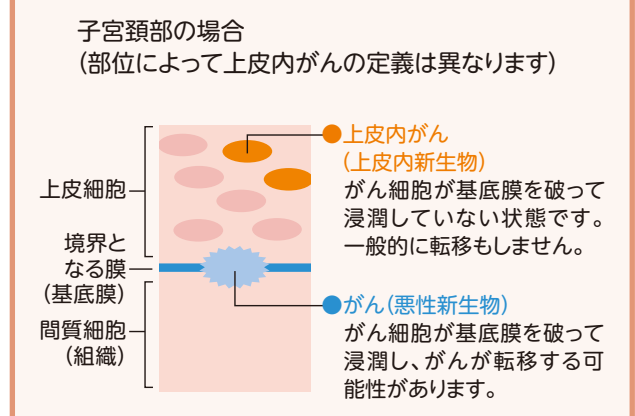 子宮頚部の場合
(部位によって上皮内がんの定義は異なります)
上皮内がん
(上皮内新生物)
がん細胞が基底膜を破って
浸潤していない状態です。
一般的に転移もしません。
上皮細胞
境界と
なる膜
(基底膜)
がん(悪性新生物)
がん細胞が基底膜を破って
浸潤し、がんが転移する可
能性があります。
間質細胞
(組織)